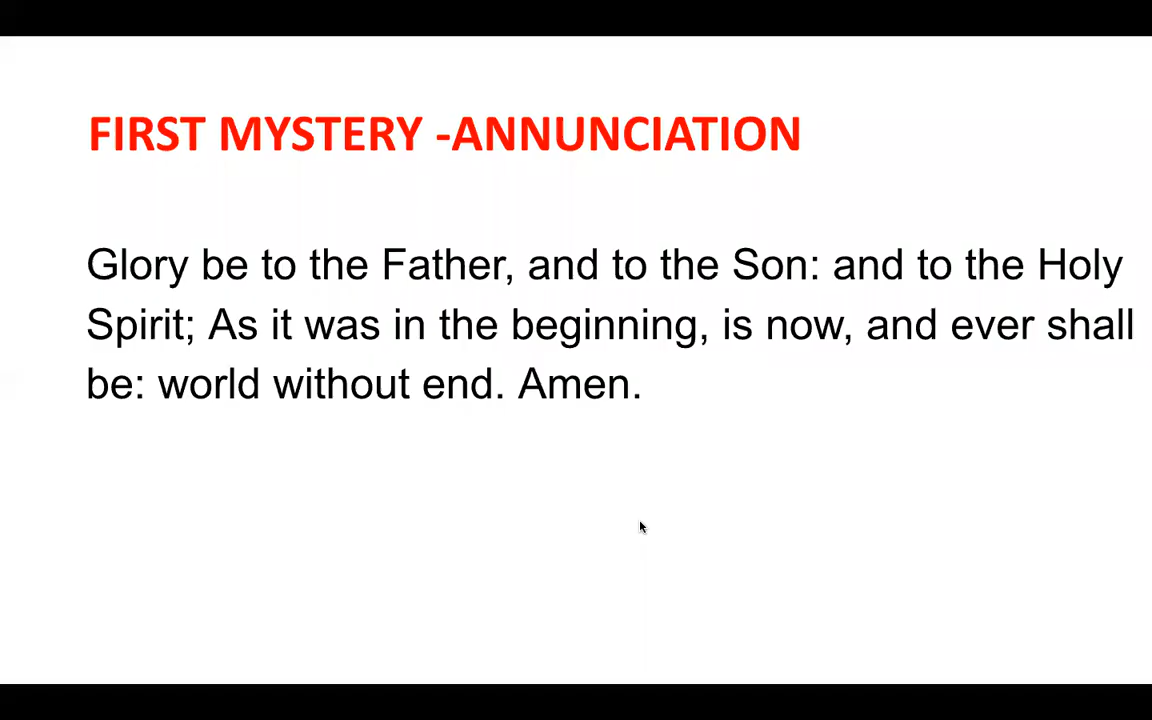 FIRST MYSTERY -ANNUNCIATION
Glory be to the Father, and to the Son: and to the Holy
Spirit; As it was in the beginning, is now, and ever shall
be: world without end. Amen.